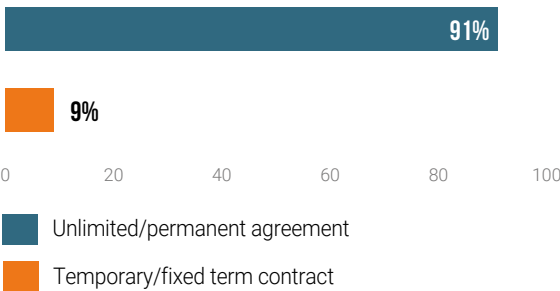 91%
9%
0 20 40 60 80 100
Unlimited/permanent agreement
Temporary/fixed term contract